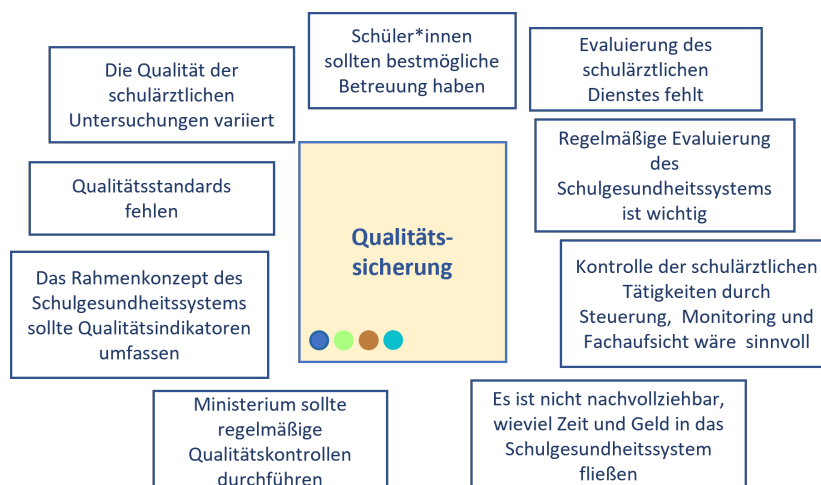 Schüler*innen
sollten bestmögliche
Betreuung haben
Die Qualität der
schulärztlichen
Untersuchungen variiert
Evaluierung des
schulärztlichen
Dienstes fehlt
Qualitätsstandards
fehlen
Qualitäts-
sicherung
Regelmäßige Evaluierung
des
Schulgesundheitssystems
ist wichtig
Das Rahmenkonzept des
Schulgesundheitssystems
sollte Qualitätsindikatoren
umfassen
Kontrolle der schulärztlichen
Tätigkeiten durch
Steuerung, Monitoring und
Fachaufsicht wäre sinnvoll
Ministerium sollte
regelmäßige
Qualitätskontrollen
durchführen
Es ist nicht nachvollziehbar,
wieviel Zeit und Geld in das
Schulgesundheitssystem
fließen